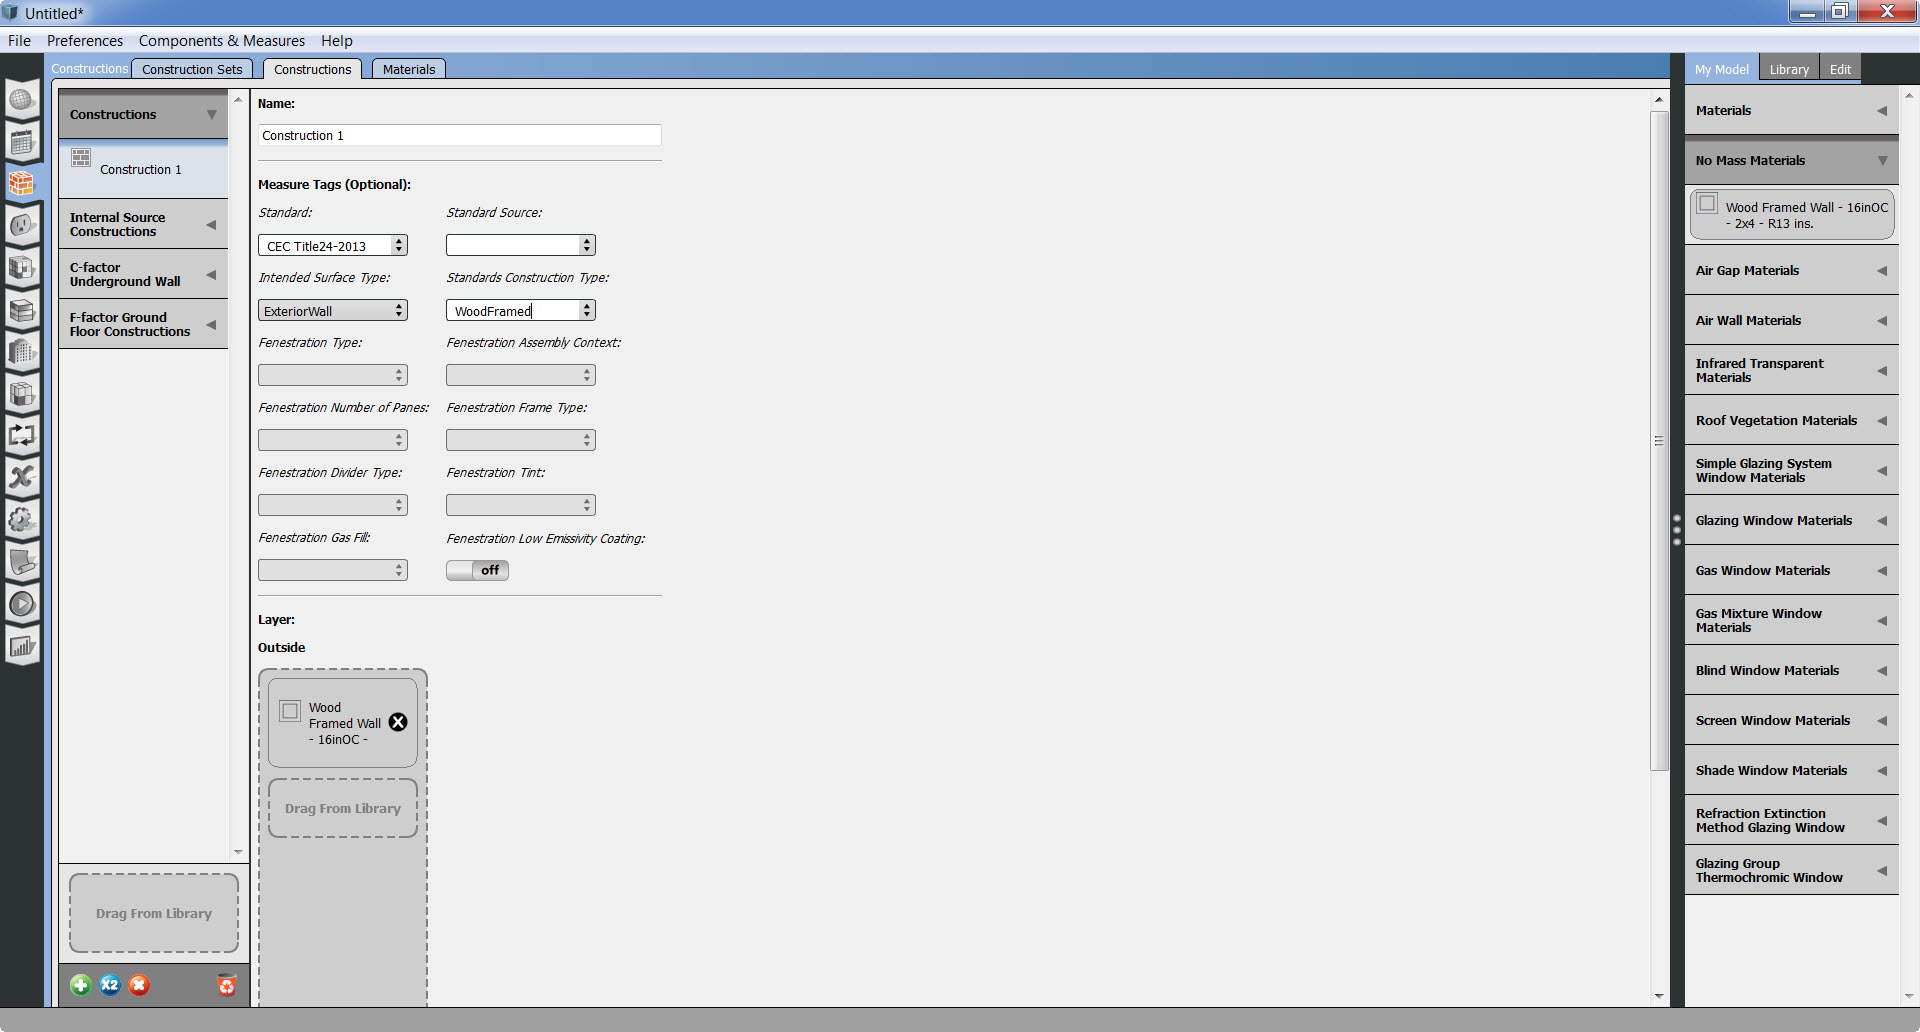 Untitled*
File Preferences Components & Measures Help
Constructions Construction Sets Constructions Materials
My Model Library Edit
Constructions
Construction 1
Internal Source
Constructions
C-factor
Underground Wall
F-factor Ground
Floor Constructions
Drag From Library
X2
Name:
Construction 1
Measure Tags (Optional):
Standard: Standard Source:
CEC Title24-2013
Intended Surface Type: Standards Construction Type:
ExteriorWall WoodFramed
Fenestration Type: Fenestration Assembly Context:
Fenestration Number of Panes: Fenestration Frame Type:
Fenestration Divider Type: Fenestration Tint:
Fenestration Gas Fill: Fenestration Low Emissivity Coating:
off
Layer:
Outside
Wood
Framed Wall
- 16inOC -
Drag From Library
Materials
No Mass Materials
Wood Framed Wall - 16inOC
- 2x4 - R13 ins.
Air Gap Materials
Air Wall Materials
Infrared Transparent
Materials
Roof Vegetation Materials
Simple Glazing System
Window Materials
Glazing Window Materials
Gas Window Materials
Gas Mixture Window
Materials
Blind Window Materials
Screen Window Materials
Shade Window Materials
Refraction Extinction
Method Glazing Window
Glazing Group
Thermochromic Window